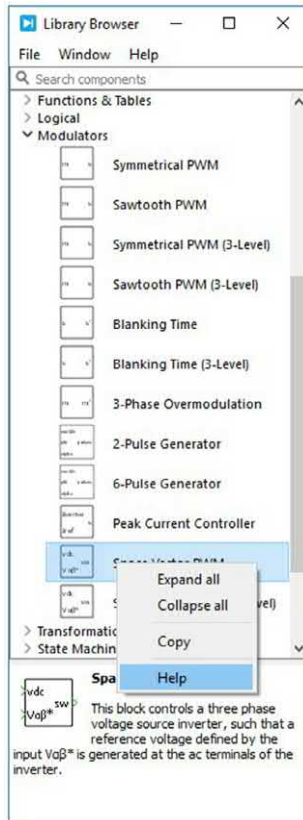 Library Browser
File Window Help
Search components
Functions & Tables
Logical
Modulators
Symmetrical PWM
Sawtooth PWM
Symmetrical PWM (3-Level)
Sawtooth PWM (3-Level)
Blanking Time
Blanking Time (3-Level)
3-Phase Overmodulation
2-Pulse Generator
6-Pulse Generator
Peak Current Controller
Expand all
Collapse all
Copy
Help
vdc
sw
Vαβ*
This block controls a three phase
voltage source inverter, such that a
reference voltage defined by the
input Vαβ* is generated at the ac terminals of the
inverter.